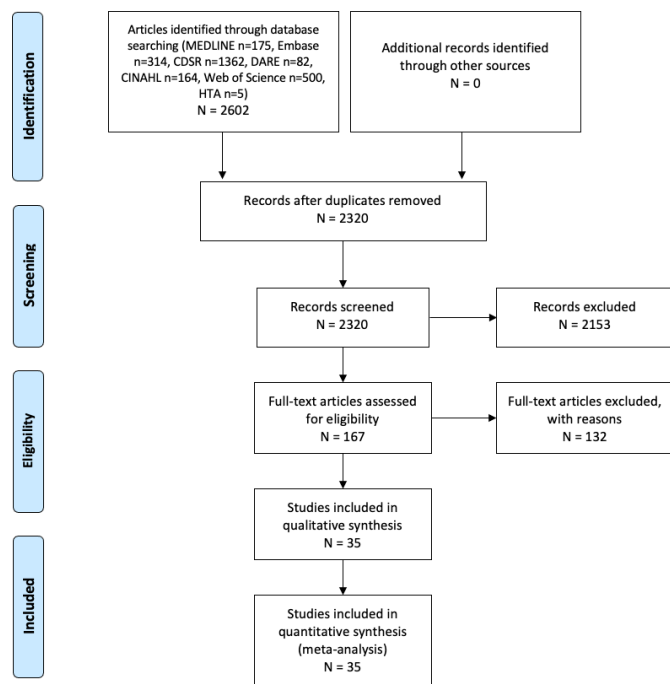 Identification
Articles identified through database
searching (MEDLINE n=175, Embase
n=314, CDSR n=1362, DARE n=82,
CINAHL n=164, Web of Science n=500,
HTA n=5)
N = 2602
Additional records identified
through other sources
N = 0
Records after duplicates removed
N = 2320
Screening
Records screened
N = 2320
Records excluded
N = 2153
Eligibility
Full-text articles assessed
for eligibility
N = 167
Full-text articles excluded,
with reasons
N = 132
Studies included in
qualitative synthesis
N = 35
Included
Studies included in
quantitative synthesis
(meta-analysis)
N = 35